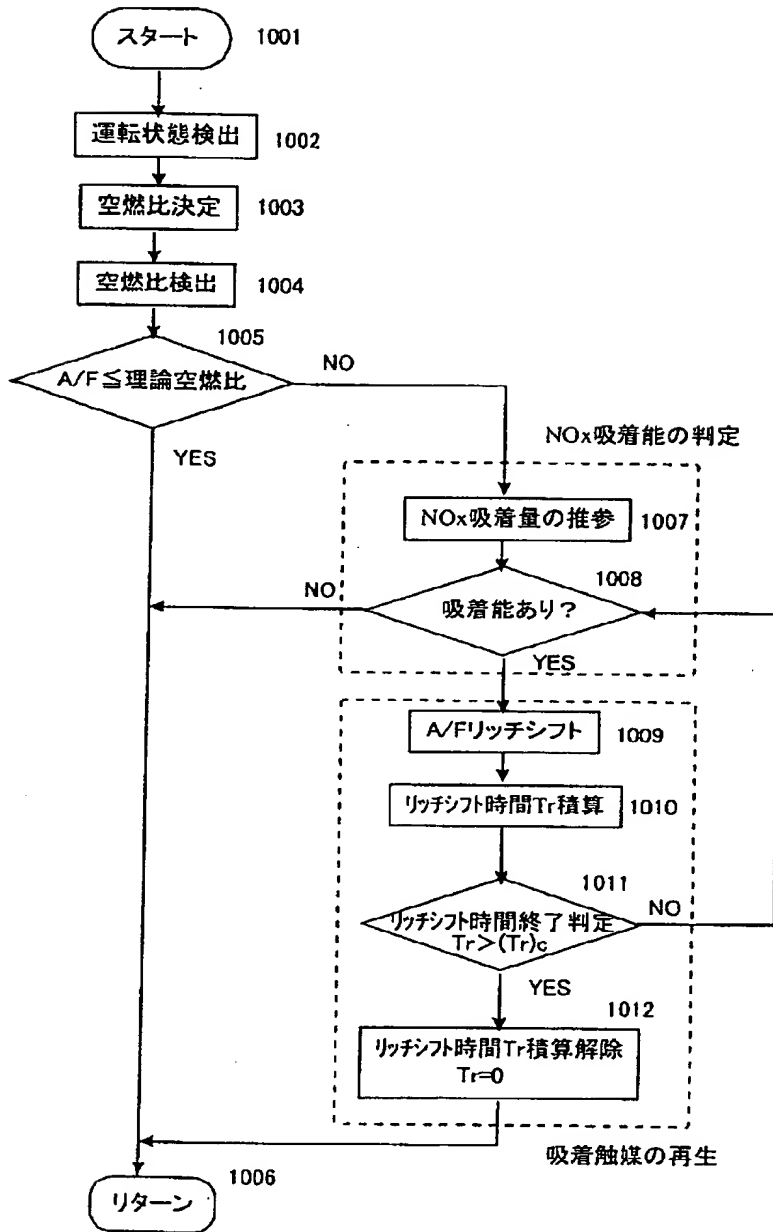 スタート 1001
運転状態検出 1002
空燃比決定 1003
空燃比検出 1004
1005
A/F≦理論空燃比
NO
YES
NOx吸着能の判定
NOx吸着量の推参 1007
1008
吸着能あり?
NO
YES
A/Fリッチシフト 1009
リッチシフト時間Tr積算 1010
1011
リッチシフト時間終了判定
Tr>(Tr)c
NO
YES
1012
リッチシフト時間Tr積算解除
Tr=0
吸着触媒の再生
1006
リターン